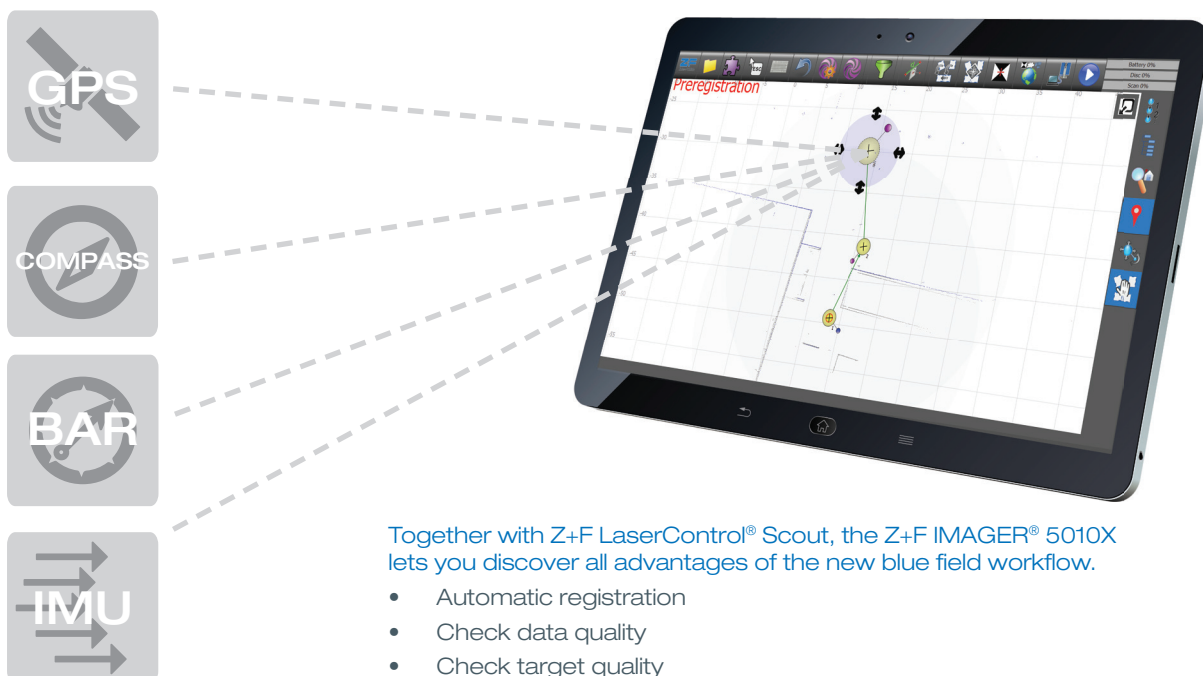 GPS
COMPASS
BAR
IMU
Battery 0%
Disc 0%
Scan 0%
ESC
Preregistration
Together with Z+F LaserControl® Scout, the Z+F IMAGER® 5010X
lets you discover all advantages of the new blue field workflow.
• Automatic registration
• Check data quality
• Check target quality